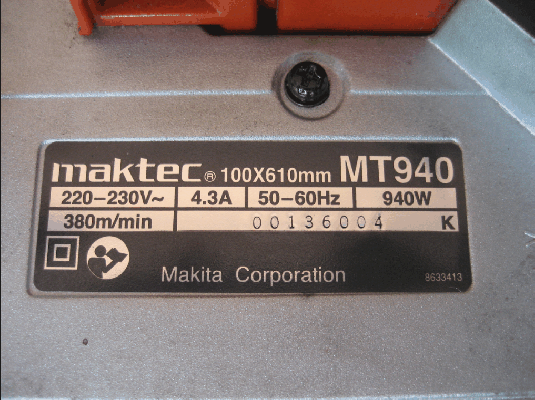 maktec® 100X610mm MT940
220-230V~ 4.3A 50-60Hz 940W
380m/min 00136004 K
Makita Corporation 8633413